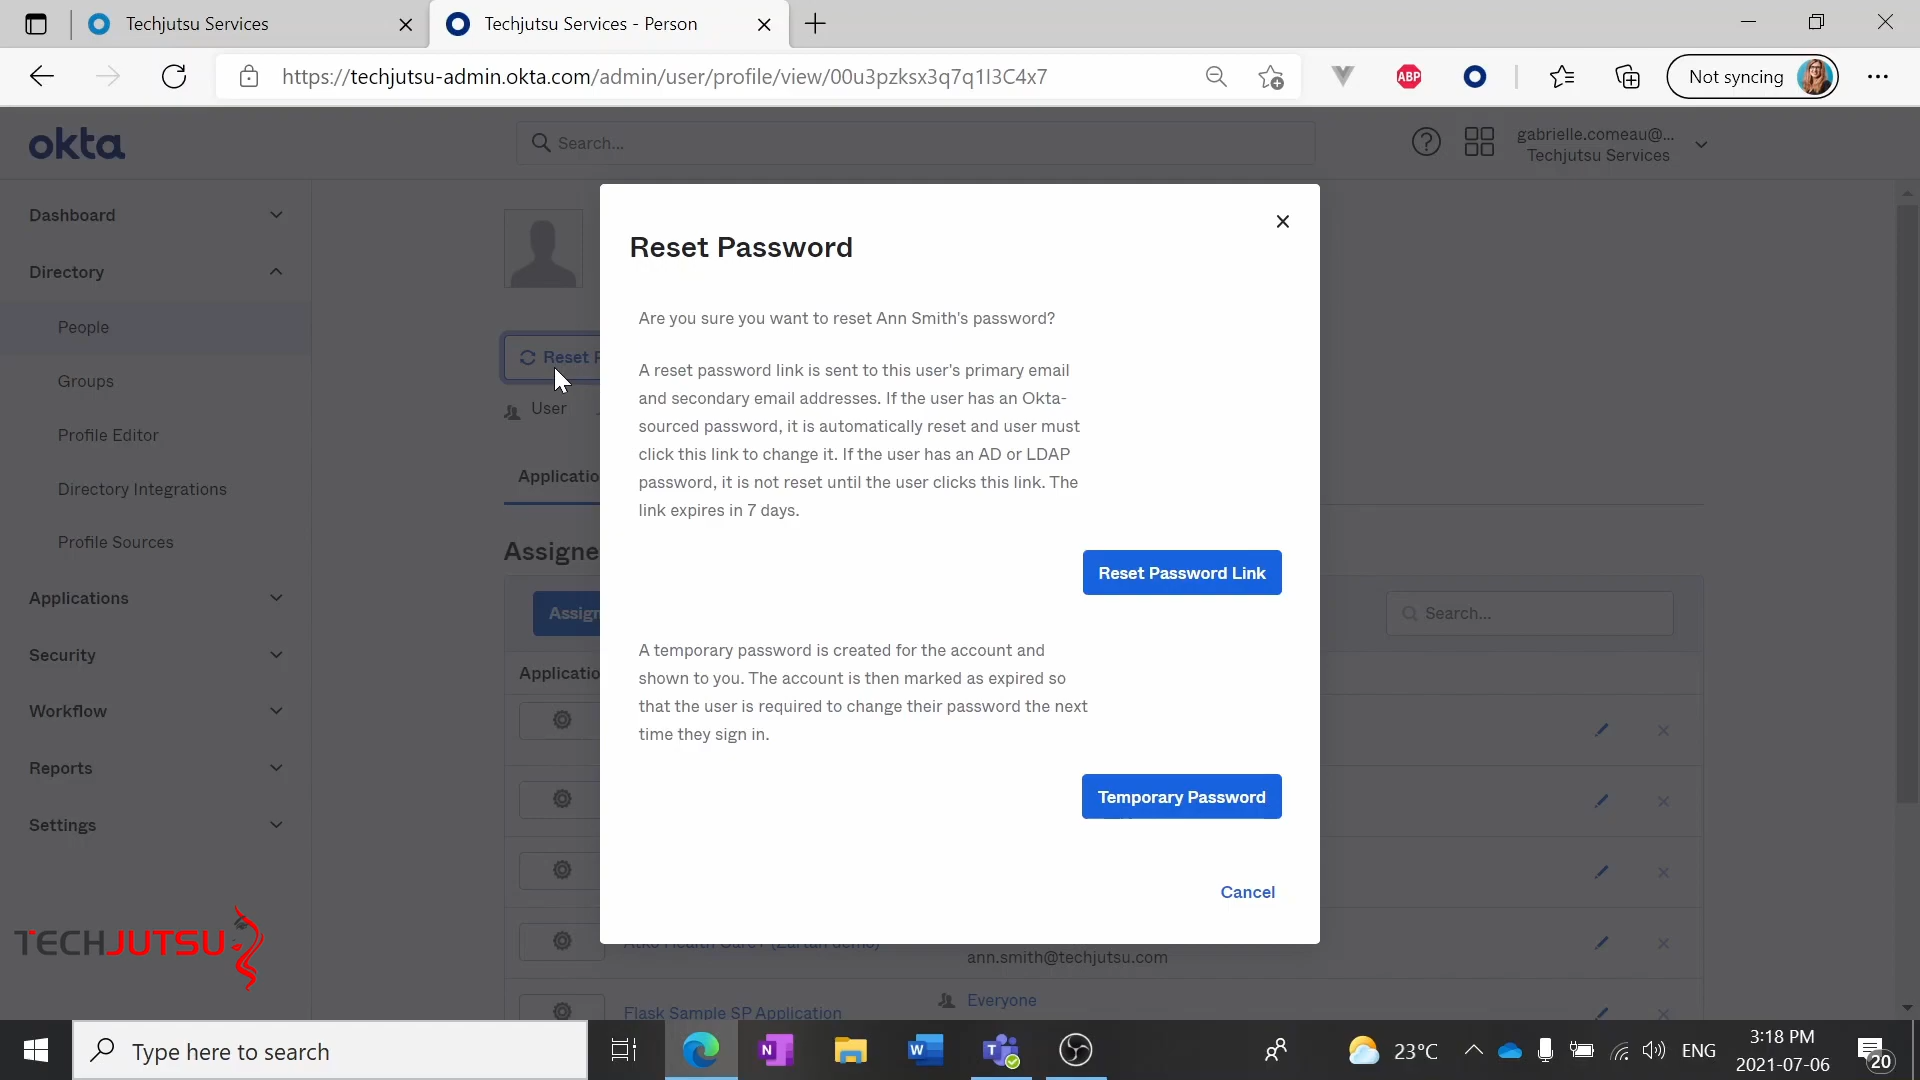 Techjutsu Services
Techjutsu Services - Person
https://techjutsu-admin.okta.com/admin/user/profile/view/00u3pzksx3q7q1I3C4x7
ABP
Not syncing
okta
Search...
gabrielle.comeau@...
Techjutsu Services
Dashboard
Directory
People
Groups
Profile Editor
Directory Integrations
Profile Sources
Applications
Security
Workflow
Reports
Settings
TECHJUTSU
Reset P
User
Applicatio
Assigne
Assign
Search...
Applicatio
Reset Password
Are you sure you want to reset Ann Smith's password?
A reset password link is sent to this user's primary email
and secondary email addresses. If the user has an Okta-
sourced password, it is automatically reset and user must
click this link to change it. If the user has an AD or LDAP
password, it is not reset until the user clicks this link. The
link expires in 7 days.
Reset Password Link
A temporary password is created for the account and
shown to you. The account is then marked as expired so
that the user is required to change their password the next
time they sign in.
Temporary Password
Cancel
ann.smith@techjutsu.com
Everyone
Flask Sample SP Application
Type here to search
N
W
T
23°C
ENG
3:18 PM
2021-07-06
20